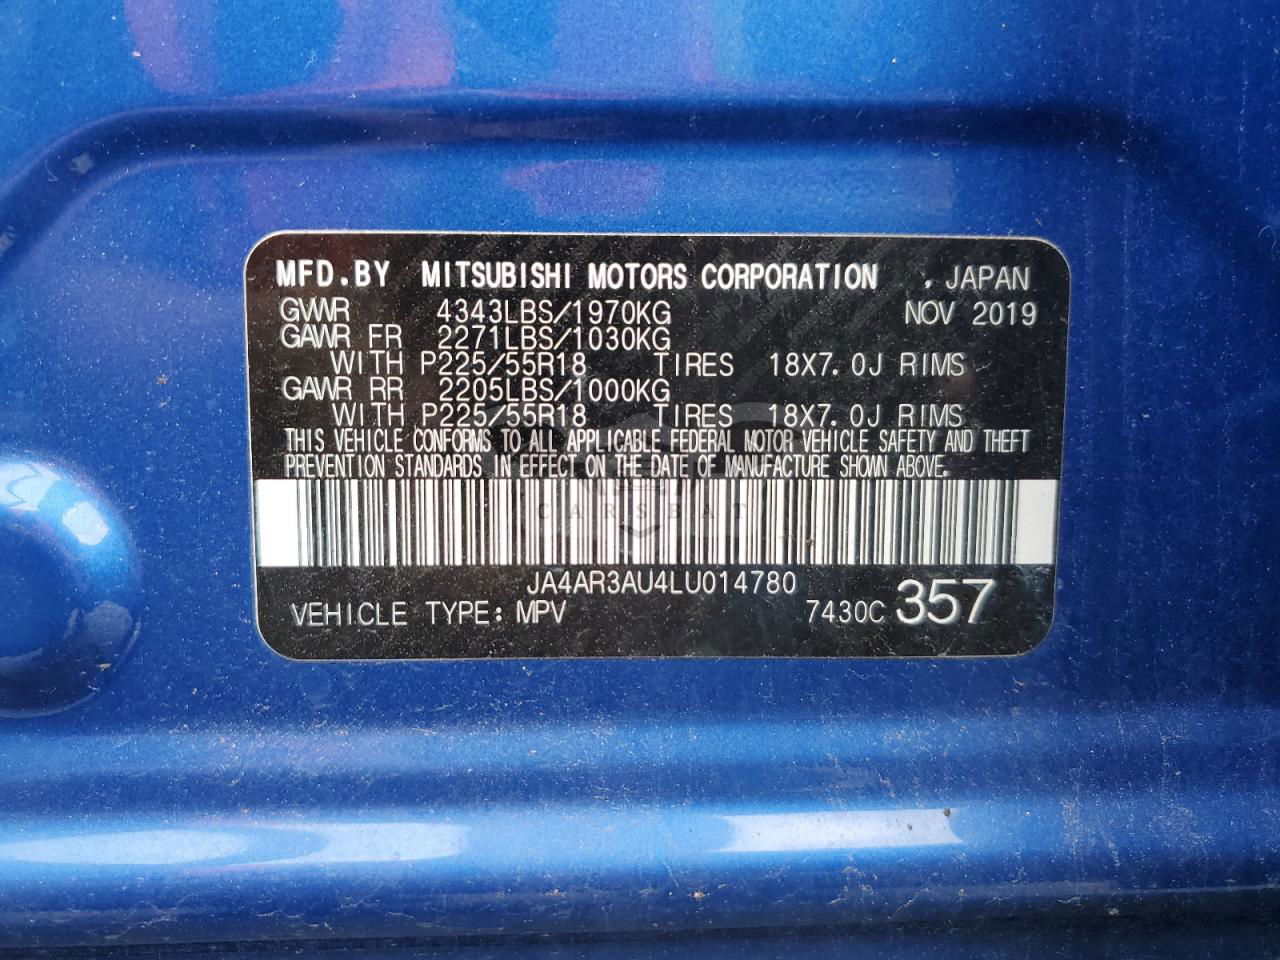 MFD.BY MITSUBISHI MOTORS CORPORATION , JAPAN
GVWR 4343LBS/1970KG NOV 2019
GAWR FR 2271LBS/1030KG
WITH P225/55R18 TIRES 18X7.0J RIMS
GAWR RR 2205LBS/1000KG
WITH P225/55R18 TIRES 18X7.0J RIMS
THIS VEHICLE CONFORMS TO ALL APPLICABLE FEDERAL MOTOR VEHICLE SAFETY AND THEFT
PREVENTION STANDARDS IN EFFECT ON THE DATE OF MANUFACTURE SHOWN ABOVE.
CARSBAT
JA4AR3AU4LU014780
VEHICLE TYPE: MPV 7430C 357